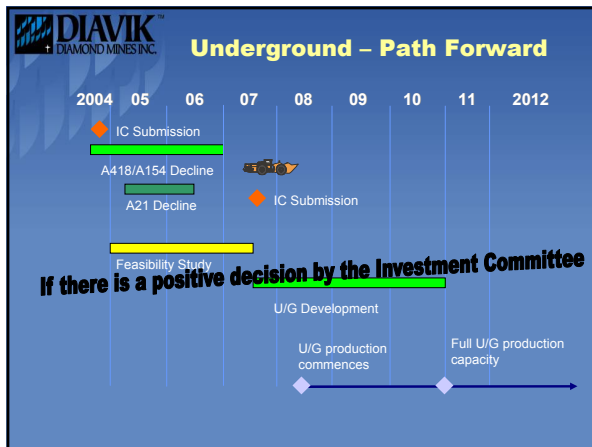 DIAVIK
DIAMOND MINES INC.
Underground – Path Forward
2004 05 06 07 08 09 10 11 2012
IC Submission
A418/A154 Decline
A21 Decline
IC Submission
Feasibility Study
If there is a positive decision by the Investment Committee
U/G Development
U/G production
commences
Full U/G production
capacity